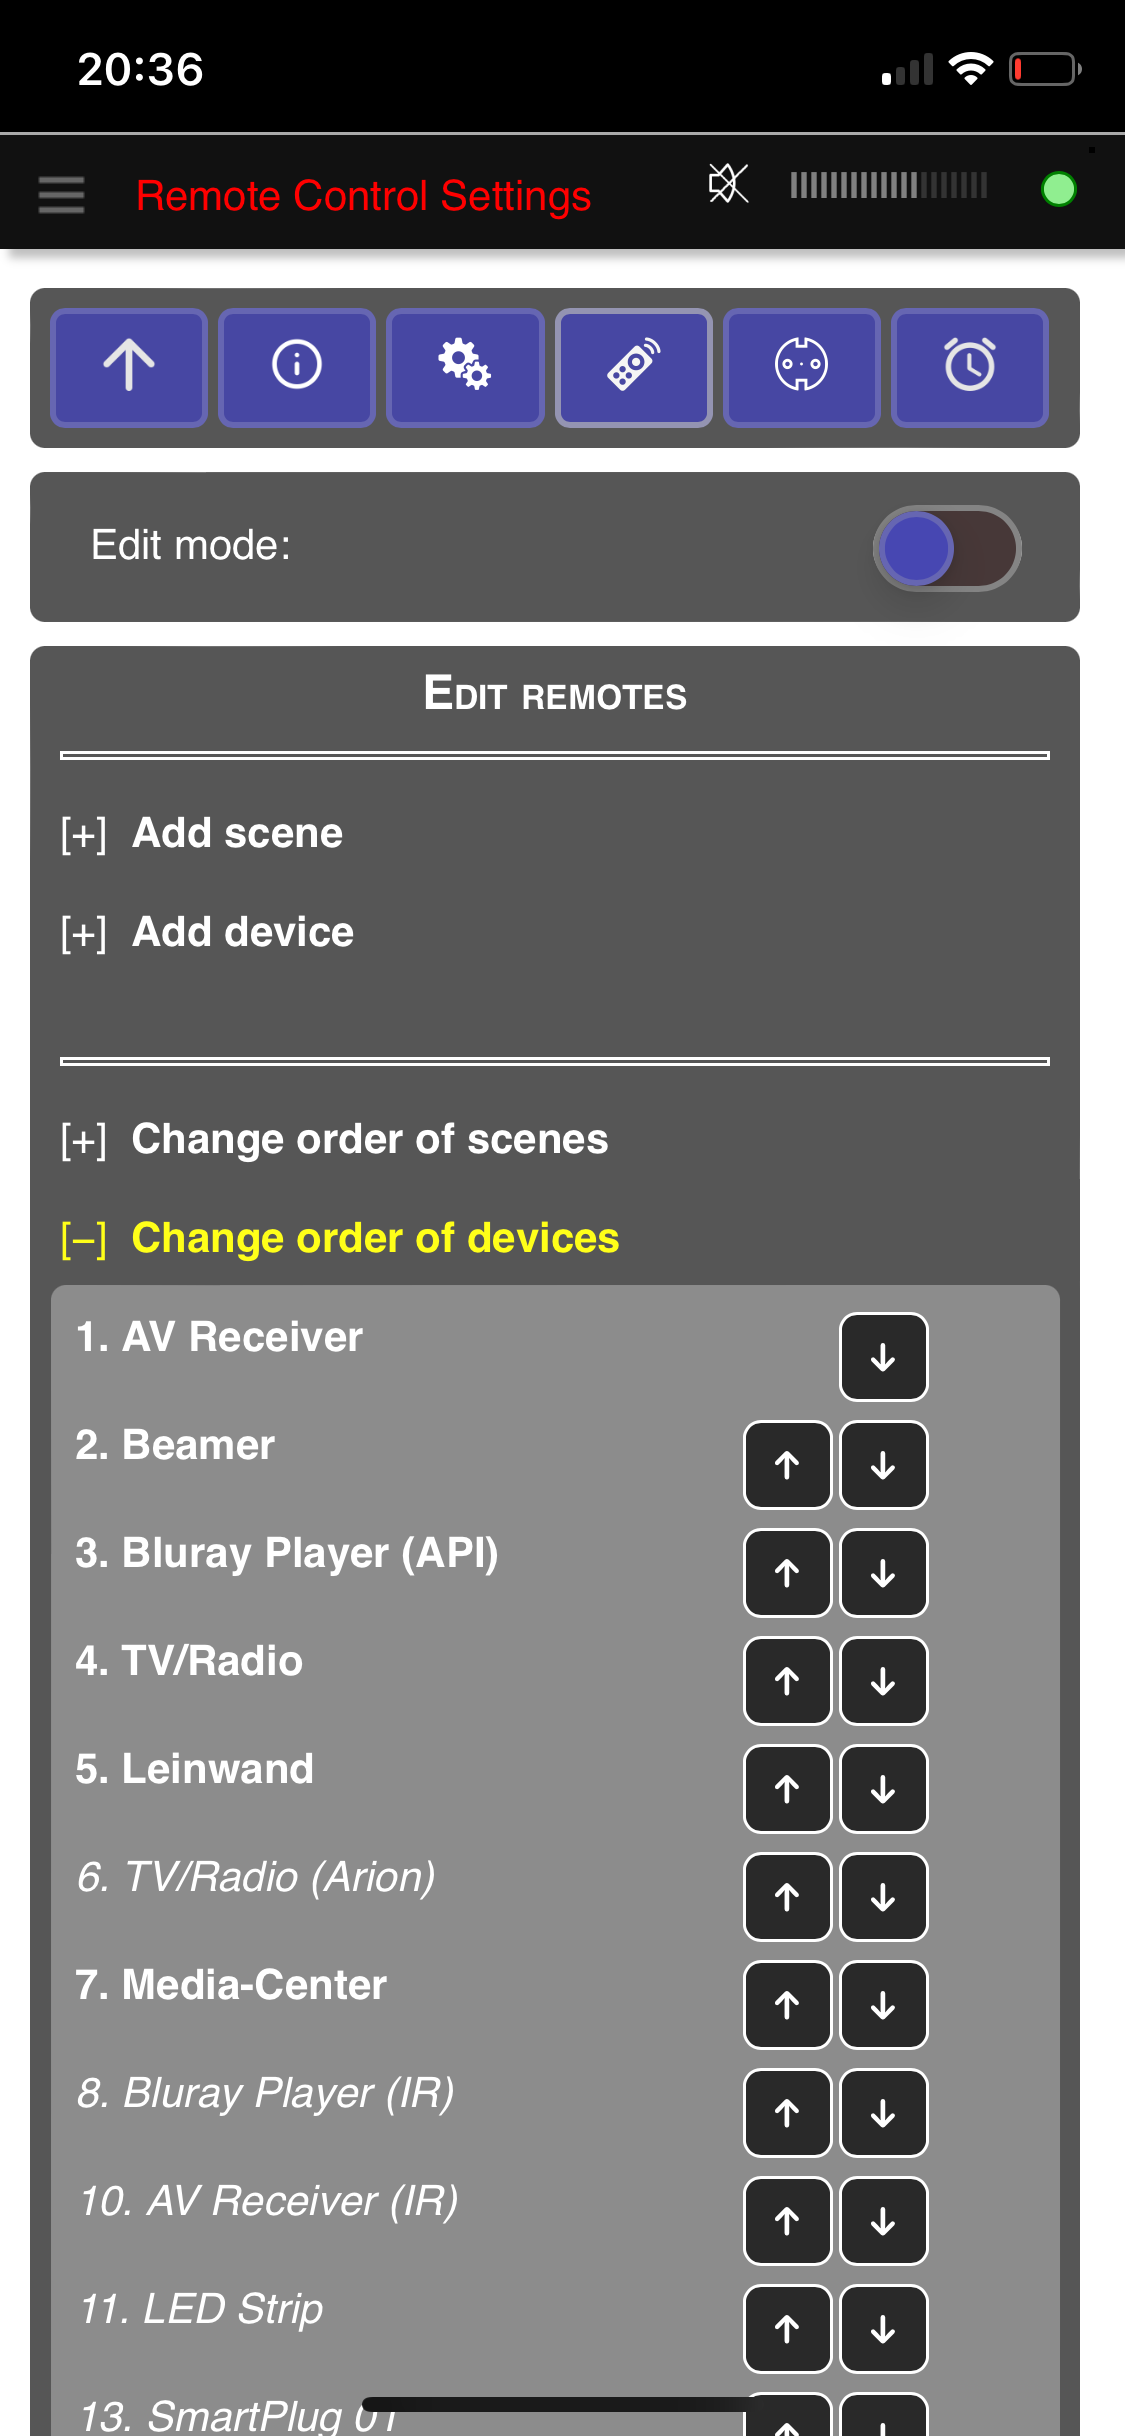 20:36
Remote Control Settings
Edit mode:
Edit remotes
[+] Add scene
[+] Add device
[+] Change order of scenes
[–] Change order of devices
1. AV Receiver
2. Beamer
3. Bluray Player (API)
4. TV/Radio
5. Leinwand
6. TV/Radio (Arion)
7. Media-Center
8. Bluray Player (IR)
10. AV Receiver (IR)
11. LED Strip
13. SmartPlug 01